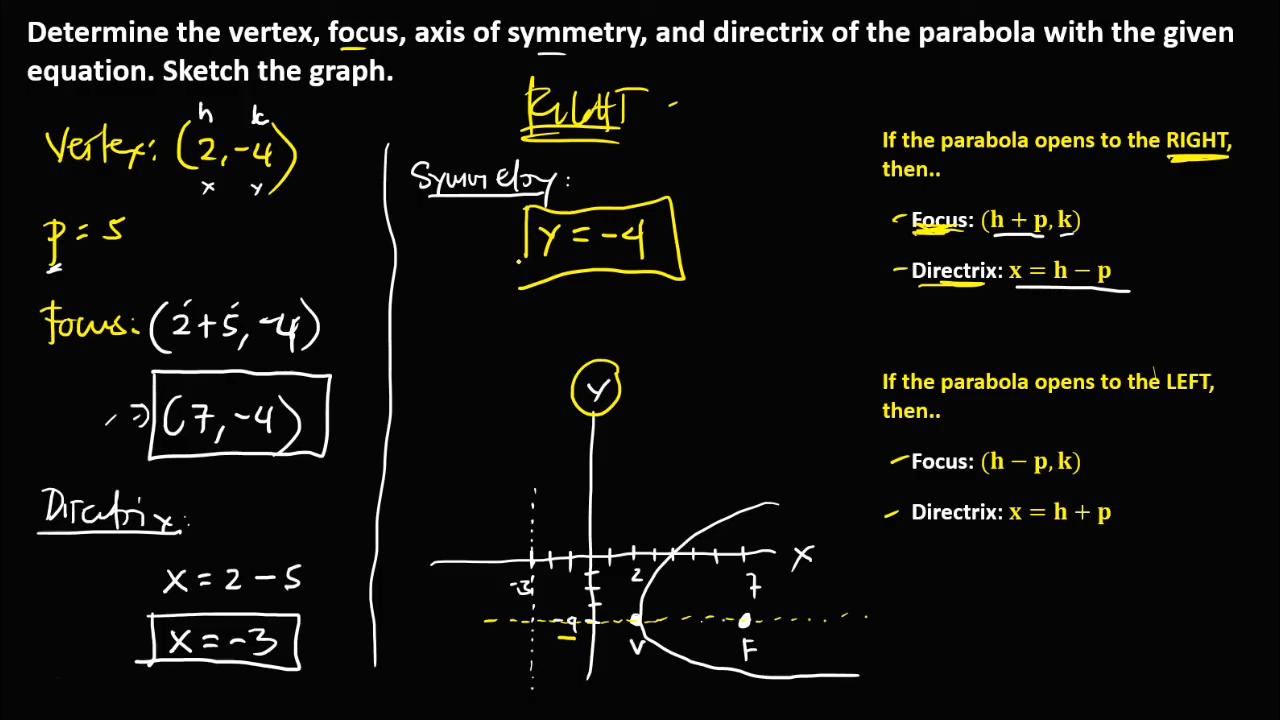 Determine the vertex, focus, axis of symmetry, and directrix of the parabola with the given
equation. Sketch the graph.
h k
Vertex: (2, -4)
x y
p = 5
Focus: (2+5, -4)
⇒ (7, -4)
Directrix:
x = 2 - 5
x = -3
RIGHT
Symmetry:
y = -4
Y
X
-3
2
7
-4
V
F
If the parabola opens to the RIGHT,
then..
Focus: (h + p, k)
Directrix: x = h − p
If the parabola opens to the LEFT,
then..
Focus: (h − p, k)
Directrix: x = h + p